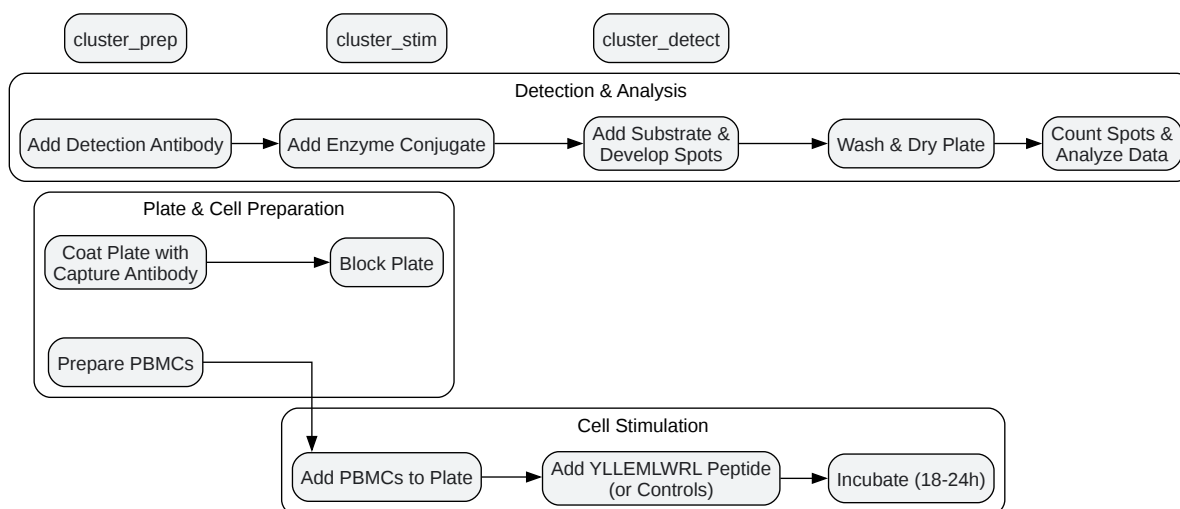 cluster_prep
cluster_stim
cluster_detect
Detection & Analysis
Add Detection Antibody
Add Enzyme Conjugate
Add Substrate &
Develop Spots
Wash & Dry Plate
Count Spots &
Analyze Data
Plate & Cell Preparation
Coat Plate with
Capture Antibody
Block Plate
Prepare PBMCs
Cell Stimulation
Add PBMCs to Plate
Add YLLEMLWRL Peptide
(or Controls)
Incubate (18-24h)